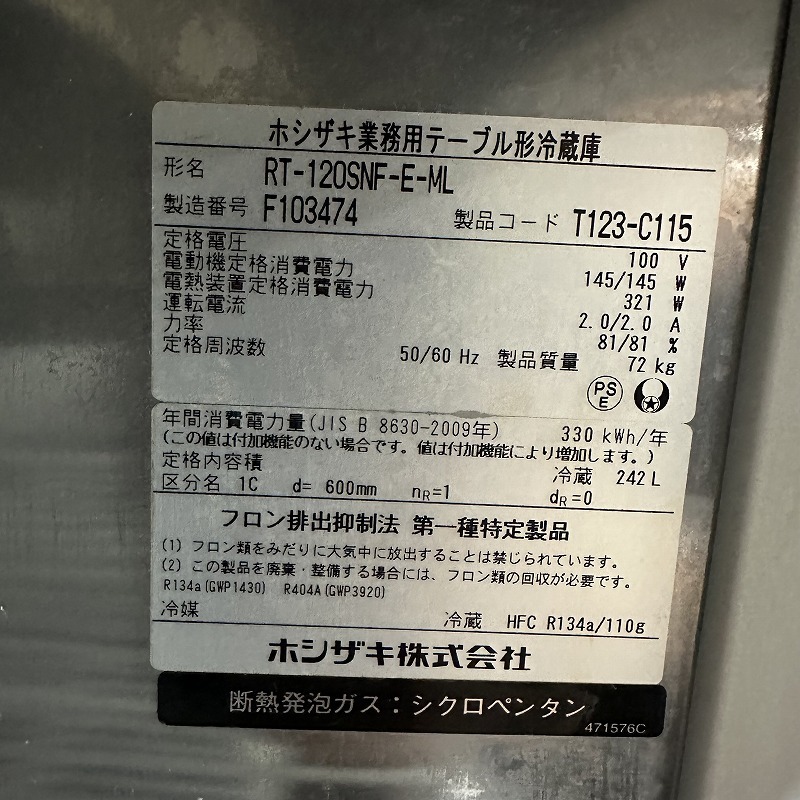 ホシザキ業務用テーブル形冷蔵庫
形名 RT-120SNF-E-ML
製造番号 F103474 製品コード T123-C115
定格電圧 100 V
電動機定格消費電力 145/145 W
電熱装置定格消費電力 321 W
運転電流 2.0/2.0 A
力率 81/81 %
定格周波数 50/60 Hz 製品質量 72 kg
PS E
年間消費電力量(JIS B 8630-2009年) 330 kWh/年
(この値は付加機能のない場合です。値は付加機能により増加します。)
定格内容積 冷蔵 242 L
区分名 1C d= 600mm nR=1 dR=0
フロン排出抑制法 第一種特定製品
(1) フロン類をみだりに大気中に放出することは禁じられています。
(2) この製品を廃棄・整備する場合には、フロン類の回収が必要です。
R134a(GWP1430) R404A(GWP3920)
冷媒 冷蔵 HFC R134a/110g
ホシザキ株式会社
断熱発泡ガス：シクロペンタン
471576C